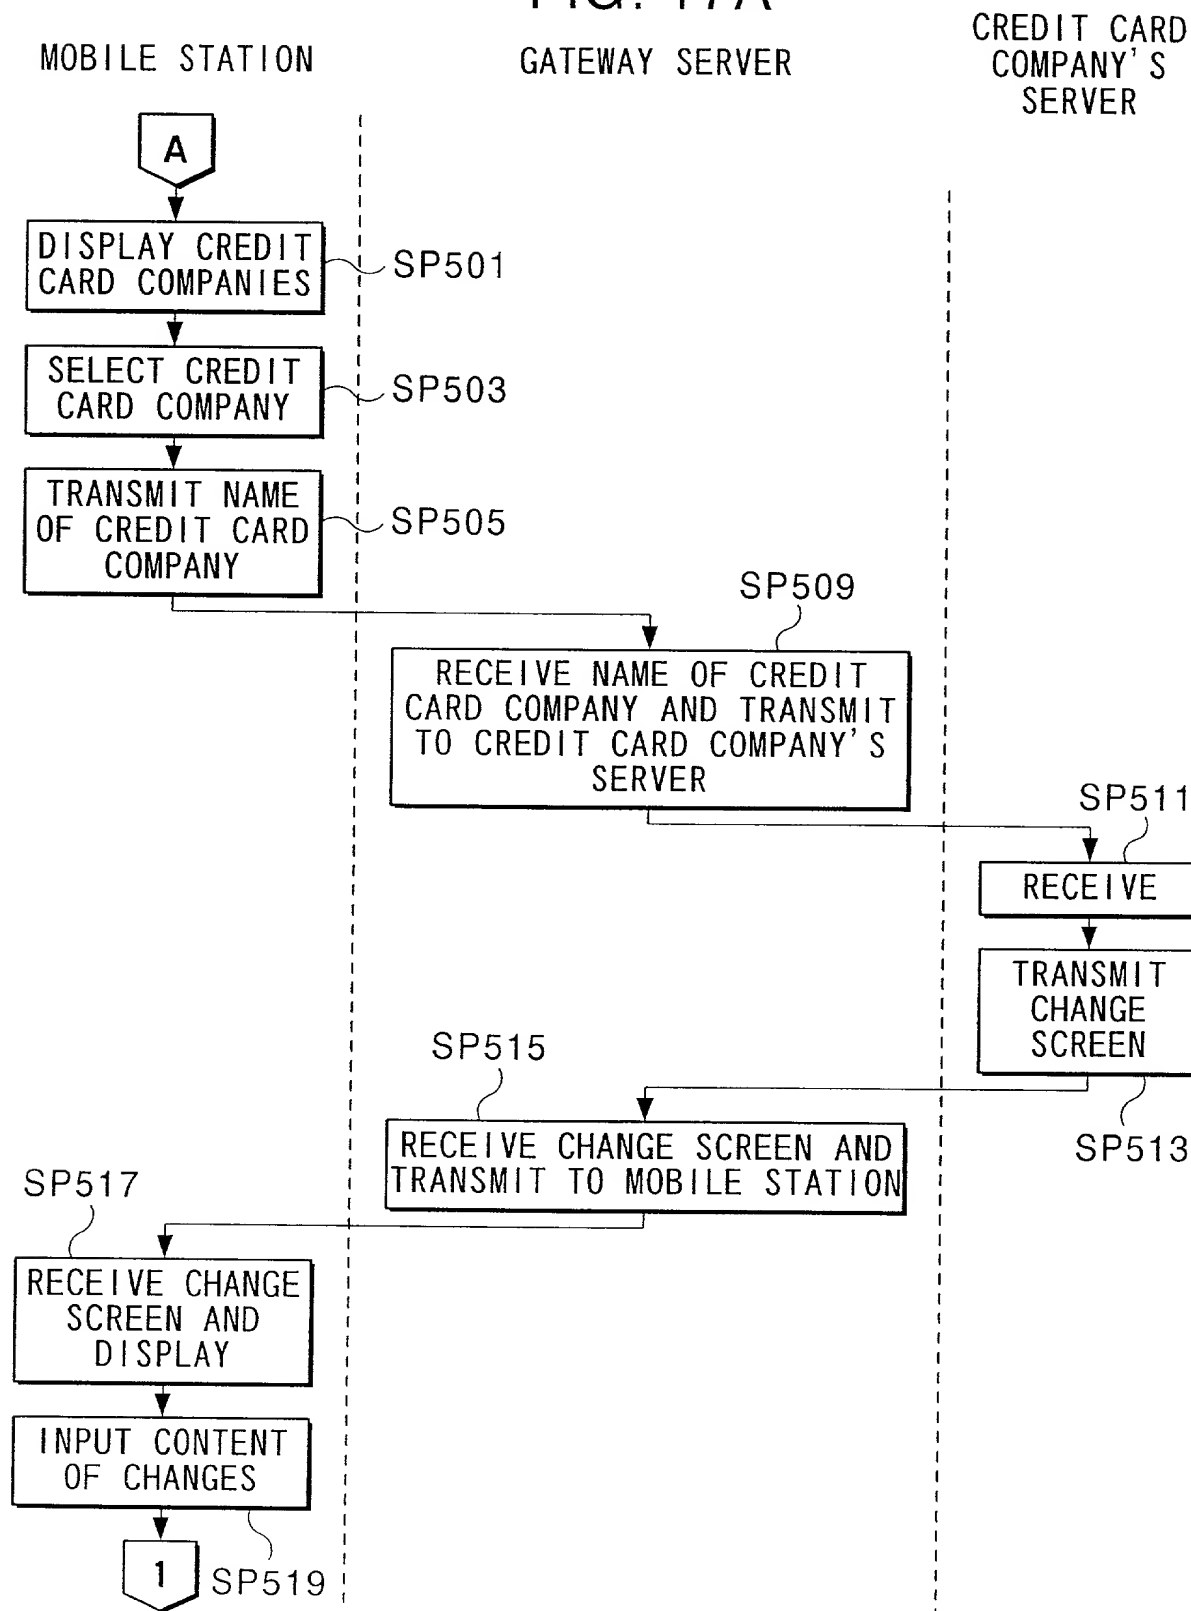 FIG. 17A
MOBILE STATION
GATEWAY SERVER
CREDIT CARD
COMPANY'S
SERVER
A
DISPLAY CREDIT
CARD COMPANIES
SP501
SELECT CREDIT
CARD COMPANY
SP503
TRANSMIT NAME
OF CREDIT CARD
COMPANY
SP505
SP509
RECEIVE NAME OF CREDIT
CARD COMPANY AND TRANSMIT
TO CREDIT CARD COMPANY'S
SERVER
SP511
RECEIVE
TRANSMIT
CHANGE
SCREEN
SP513
SP515
RECEIVE CHANGE SCREEN AND
TRANSMIT TO MOBILE STATION
SP517
RECEIVE CHANGE
SCREEN AND
DISPLAY
INPUT CONTENT
OF CHANGES
SP519
1